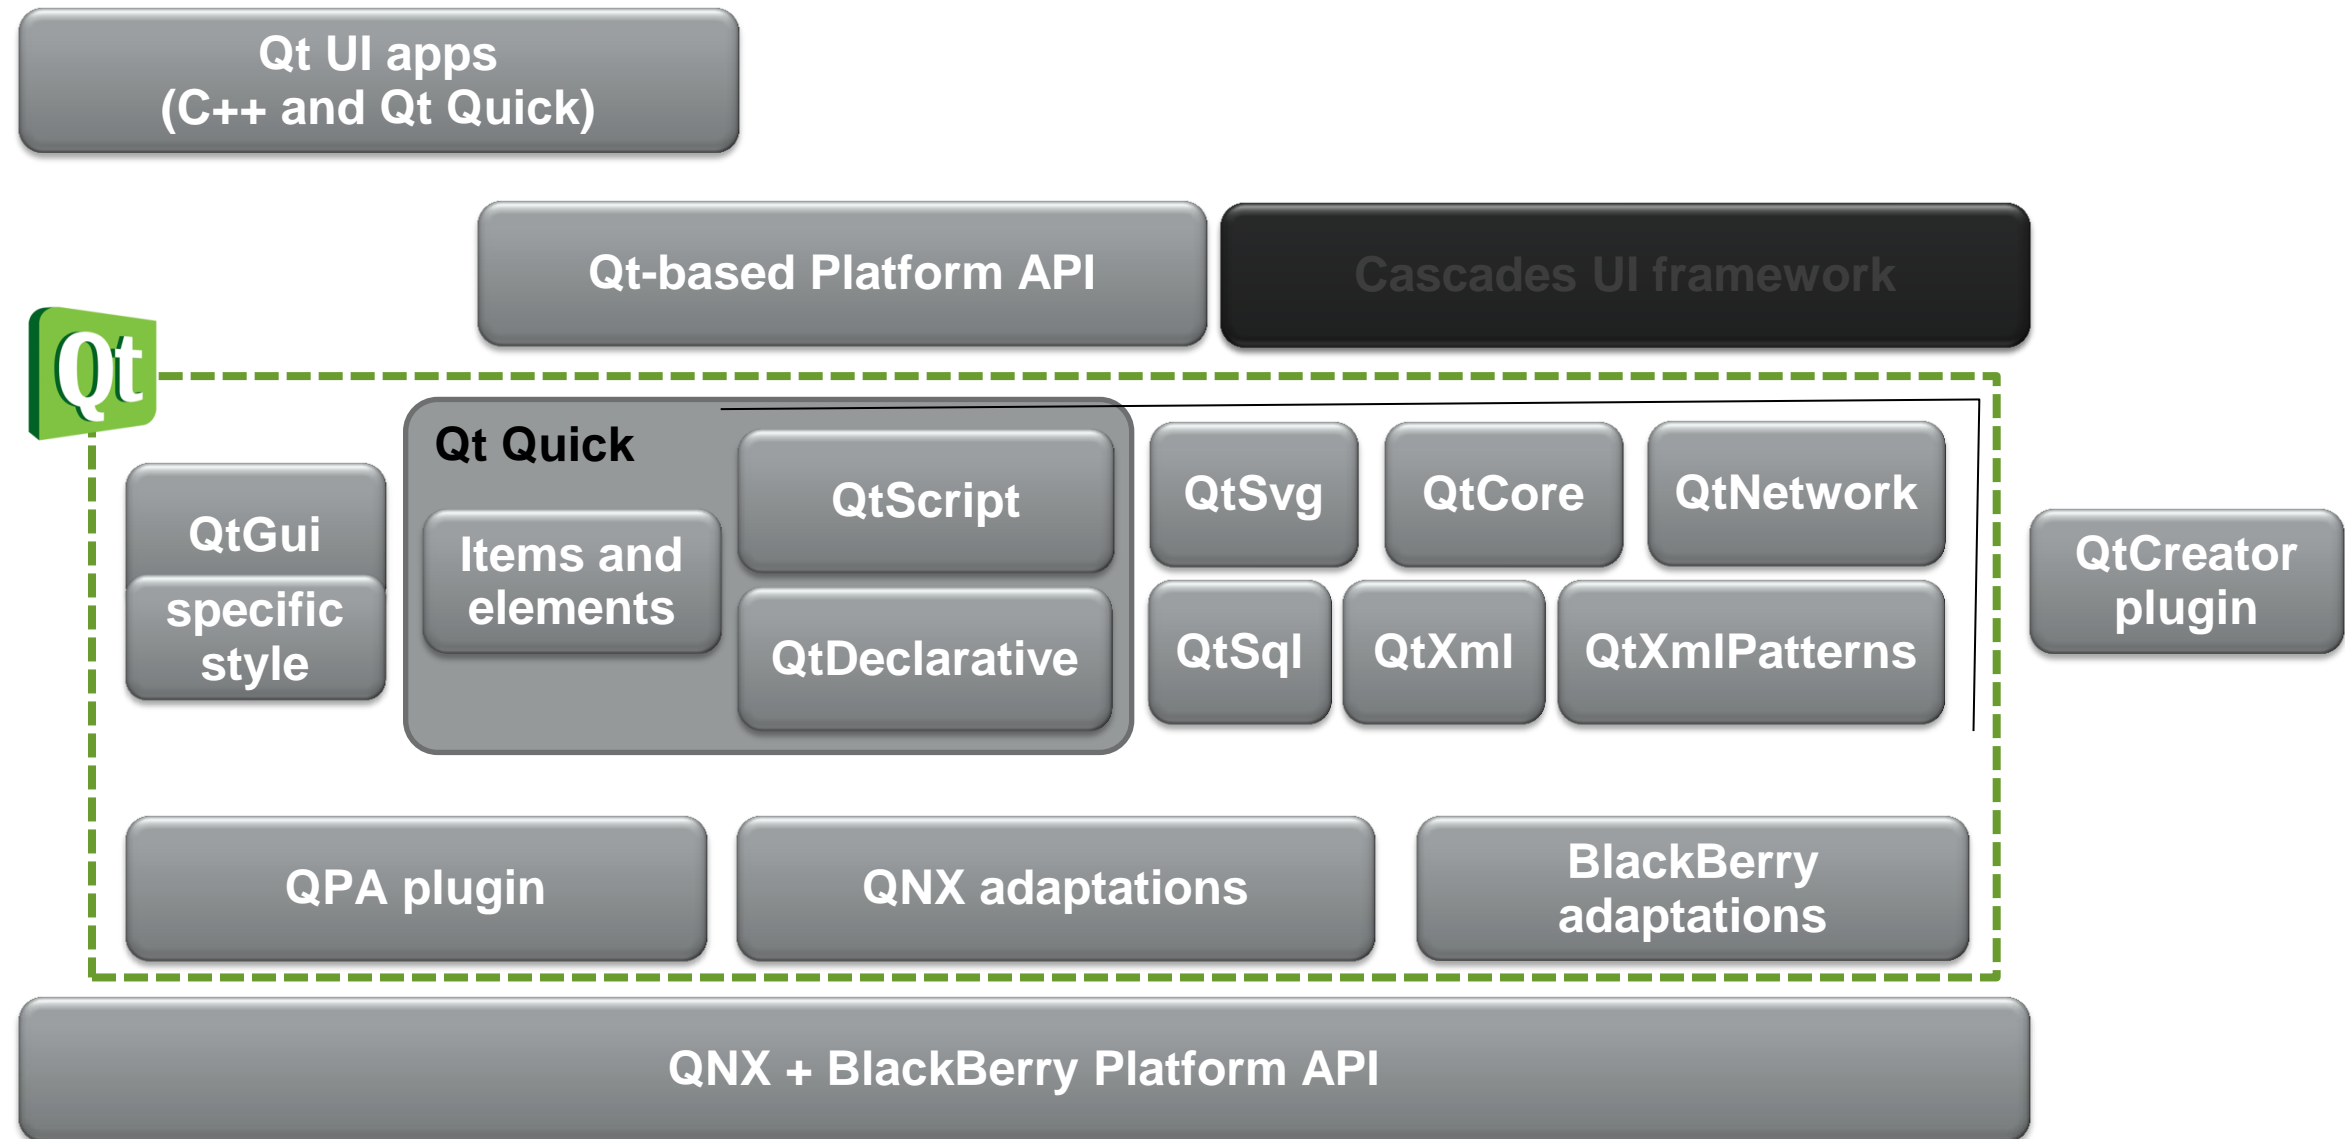 Qt UI apps
(C++ and Qt Quick)
Qt-based Platform API
Cascades UI framework
Qt
Qt Quick
QtGui
specific
style
Items and
elements
QtScript
QtDeclarative
QtSvg
QtCore
QtNetwork
QtSql
QtXml
QtXmlPatterns
QtCreator
plugin
QPA plugin
QNX adaptations
BlackBerry
adaptations
QNX + BlackBerry Platform API